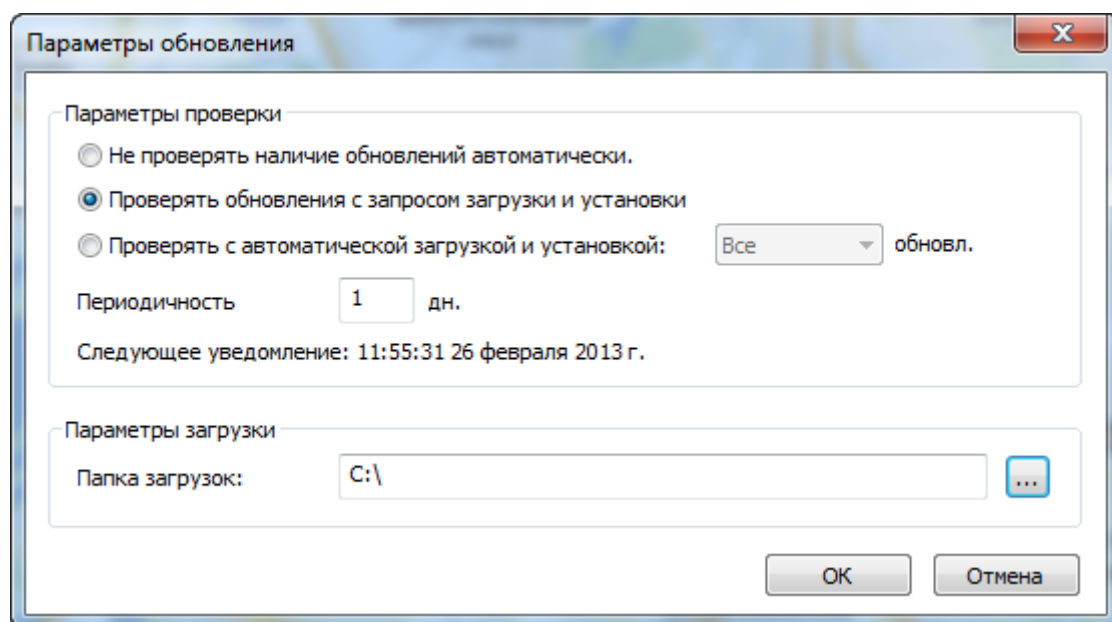 Параметры обновления
Параметры проверки
Не проверять наличие обновлений автоматически.
Проверять обновления с запросом загрузки и установки
Проверять с автоматической загрузкой и установкой: Все обновл.
Периодичность 1 дн.
Следующее уведомление: 11:55:31 26 февраля 2013 г.
Параметры загрузки
Папка загрузок: C:\ ...
OK Отмена